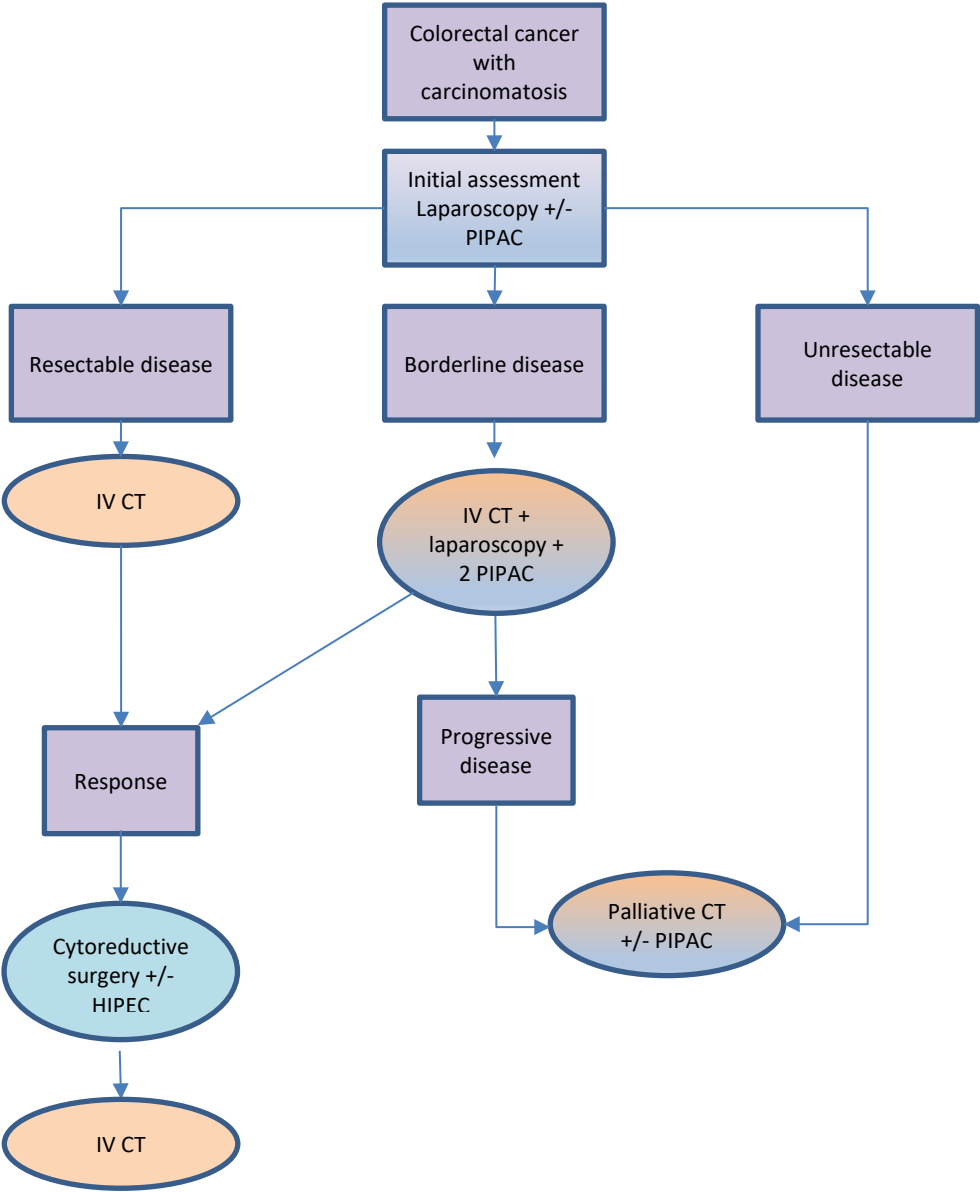 Colorectal cancer
with
carcinomatosis
Initial assessment
Laparoscopy +/-
PIPAC
Resectable disease
Borderline disease
Unresectable
disease
IV CT
IV CT +
laparoscopy +
2 PIPAC
Response
Progressive
disease
Cytoreductive
surgery +/-
HIPEC
Palliative CT
+/- PIPAC
IV CT